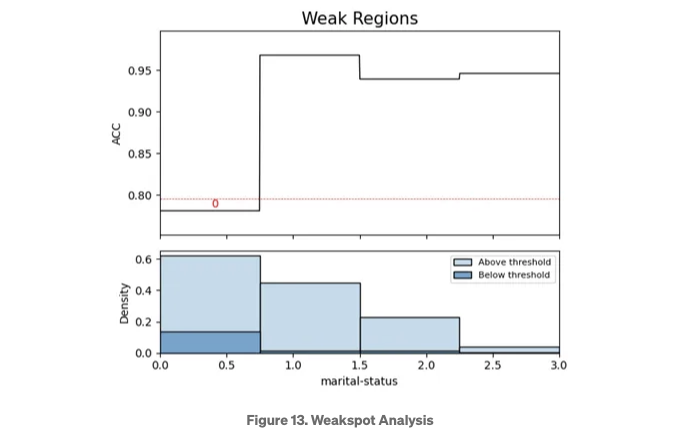 Weak Regions
0.95
0.90
0.85
0.80
ACC
0
0.6
0.4
0.2
0.0
Density
Above threshold
Below threshold
0.0 0.5 1.0 1.5 2.0 2.5 3.0
marital-status
Figure 13. Weakspot Analysis